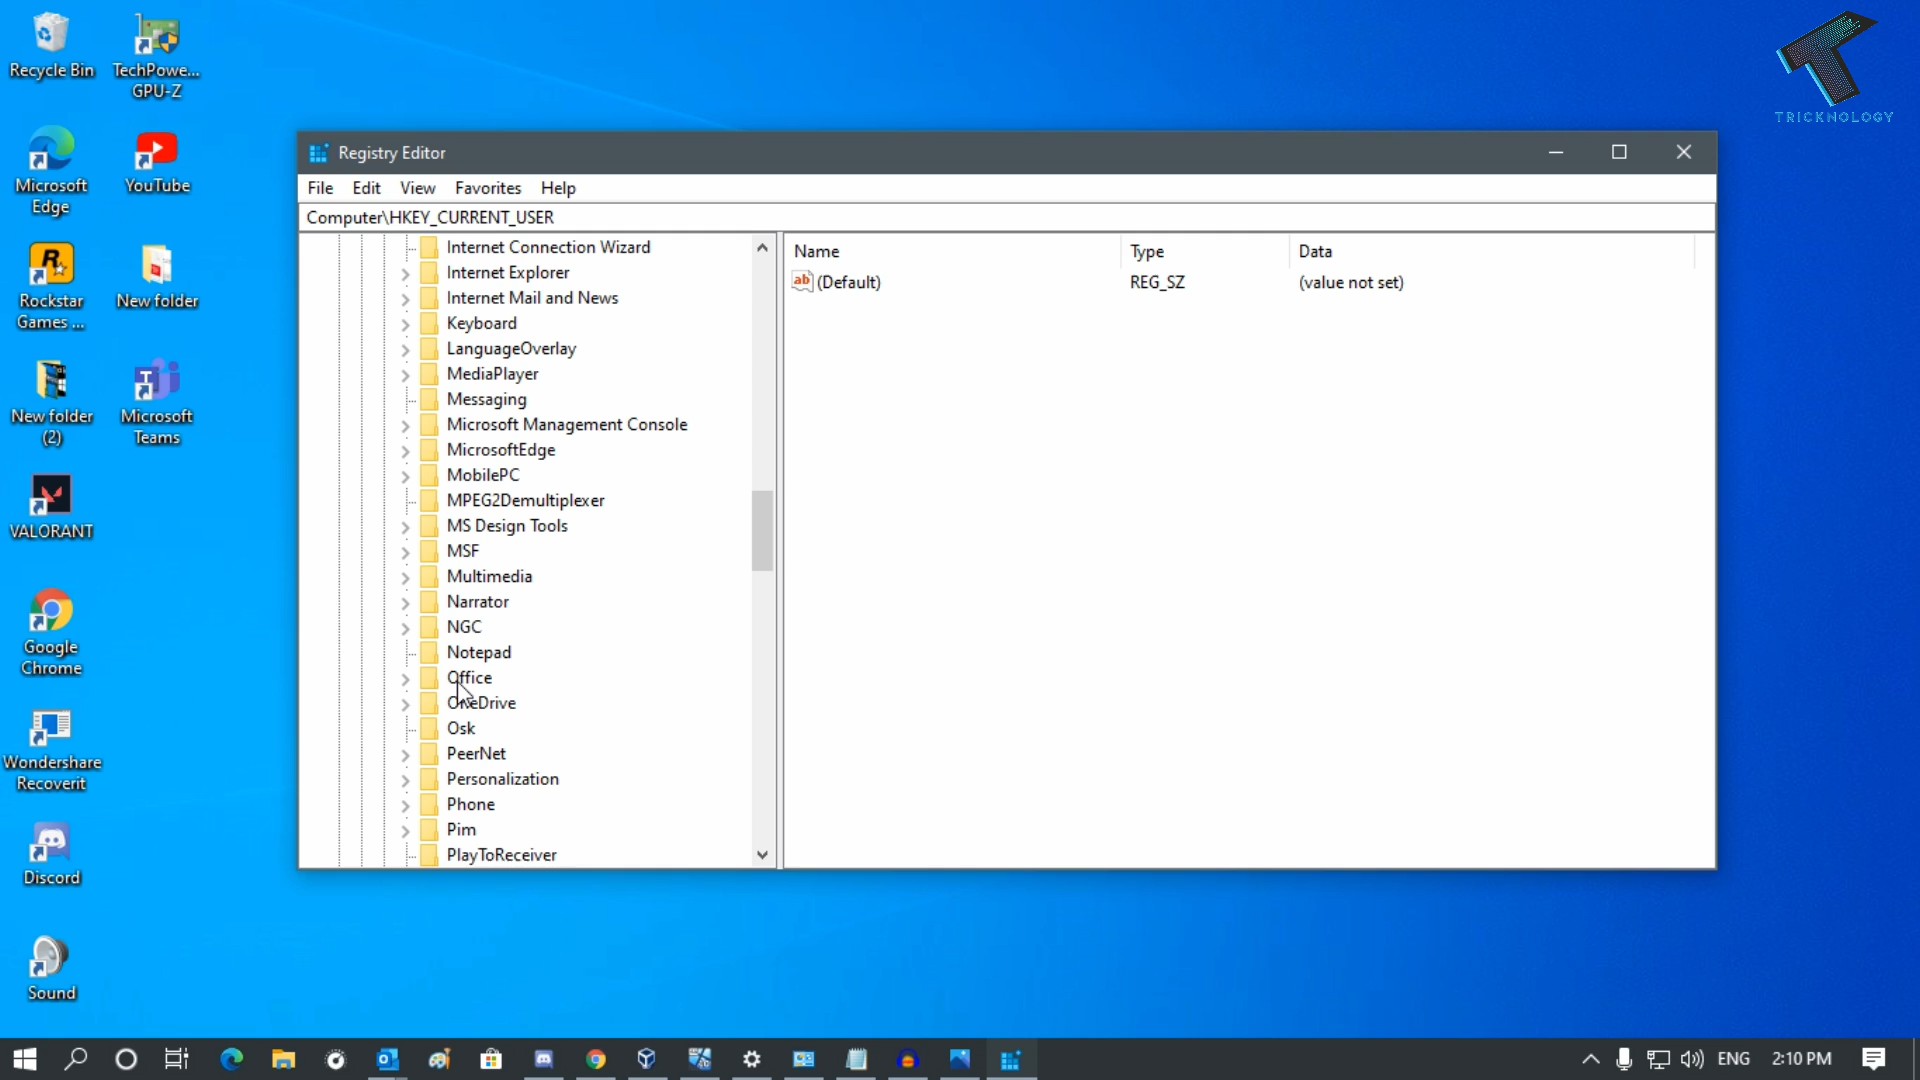 Recycle Bin
TechPowe...
GPU-Z
Microsoft
Edge
YouTube
Rockstar
Games ...
New folder
New folder
(2)
Microsoft
Teams
VALORANT
Google
Chrome
Wondershare
Recoverit
Discord
Sound
TRICKNOLOGY
Registry Editor
File Edit View Favorites Help
Computer\HKEY_CURRENT_USER
Internet Connection Wizard
Internet Explorer
Internet Mail and News
Keyboard
LanguageOverlay
MediaPlayer
Messaging
Microsoft Management Console
MicrosoftEdge
MobilePC
MPEG2Demultiplexer
MS Design Tools
MSF
Multimedia
Narrator
NGC
Notepad
Office
OneDrive
Osk
PeerNet
Personalization
Phone
Pim
PlayToReceiver
Name Type Data
ab (Default) REG_SZ (value not set)
ENG 2:10 PM